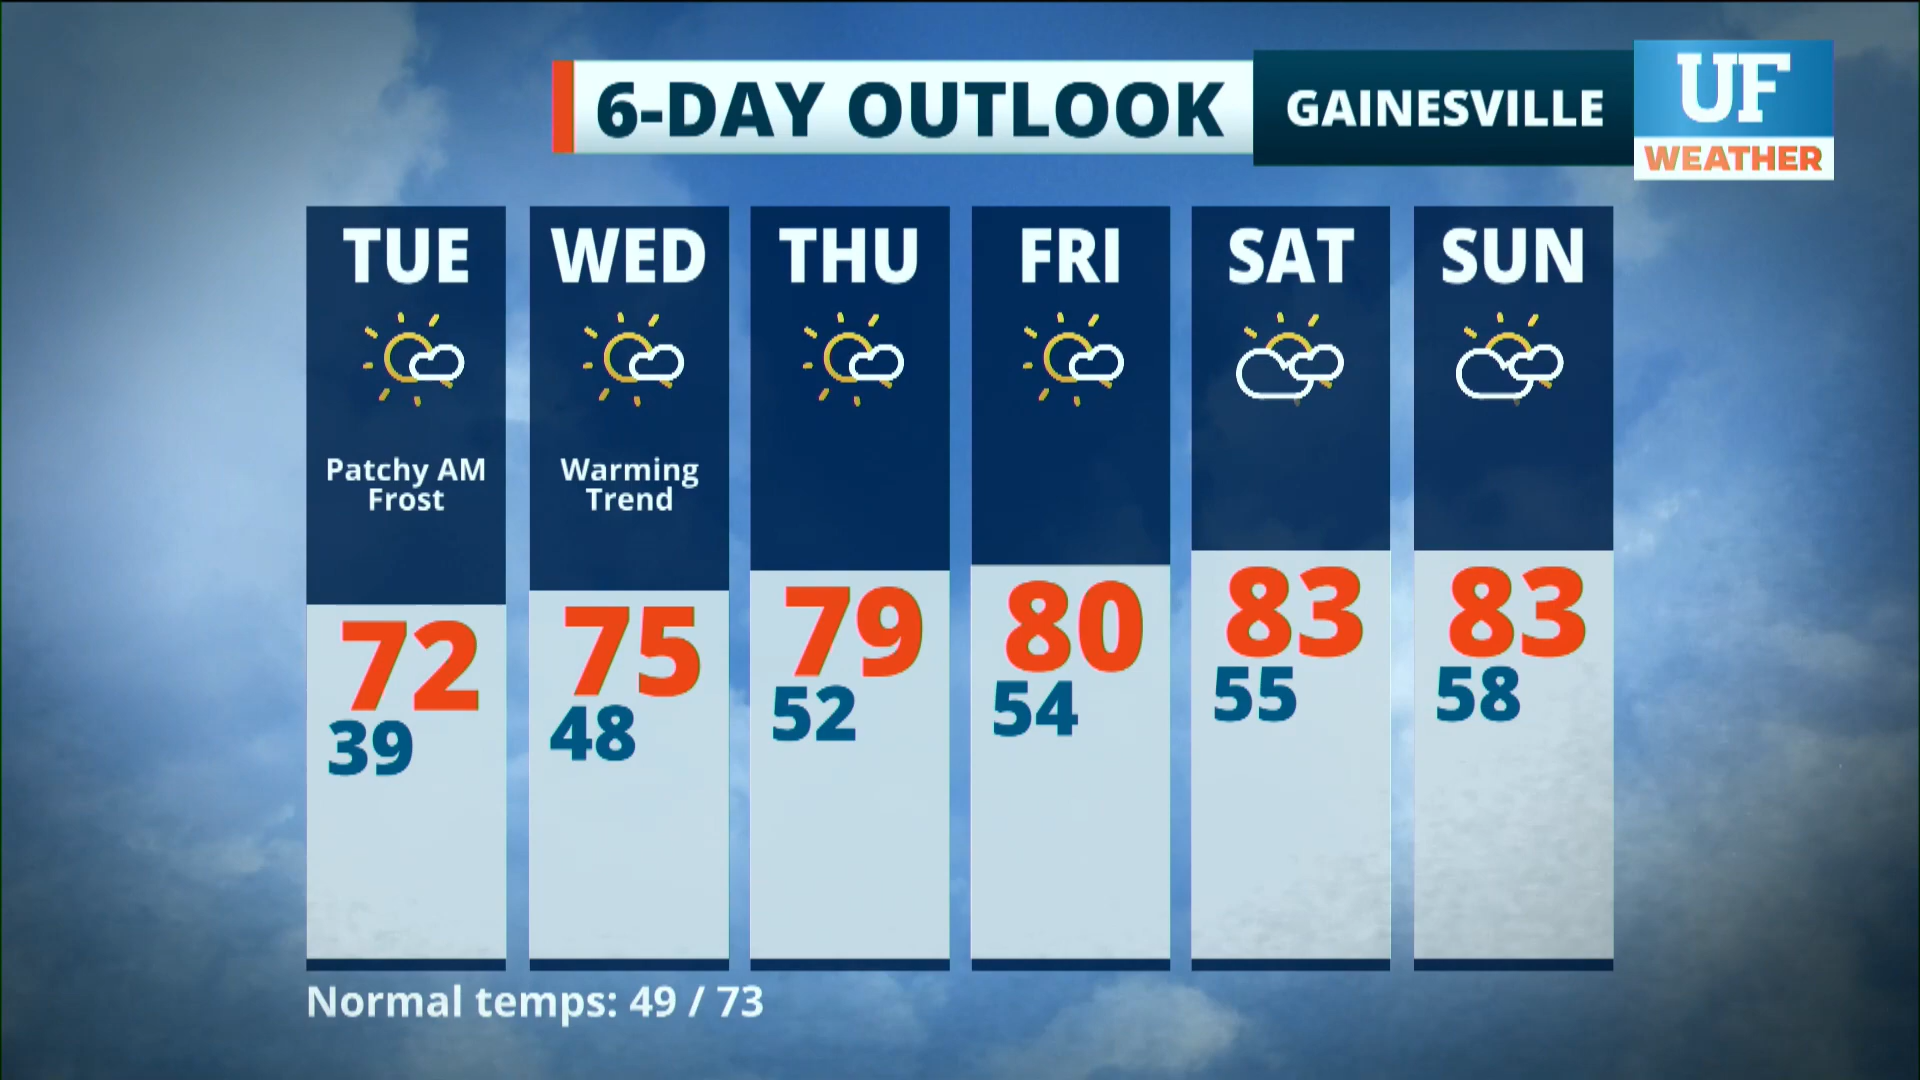 6-DAY OUTLOOK
GAINESVILLE
UF
WEATHER
TUE
Patchy AM
Frost
72
39
WED
Warming
Trend
75
48
THU
79
52
FRI
80
54
SAT
83
55
SUN
83
58
Normal temps: 49 / 73